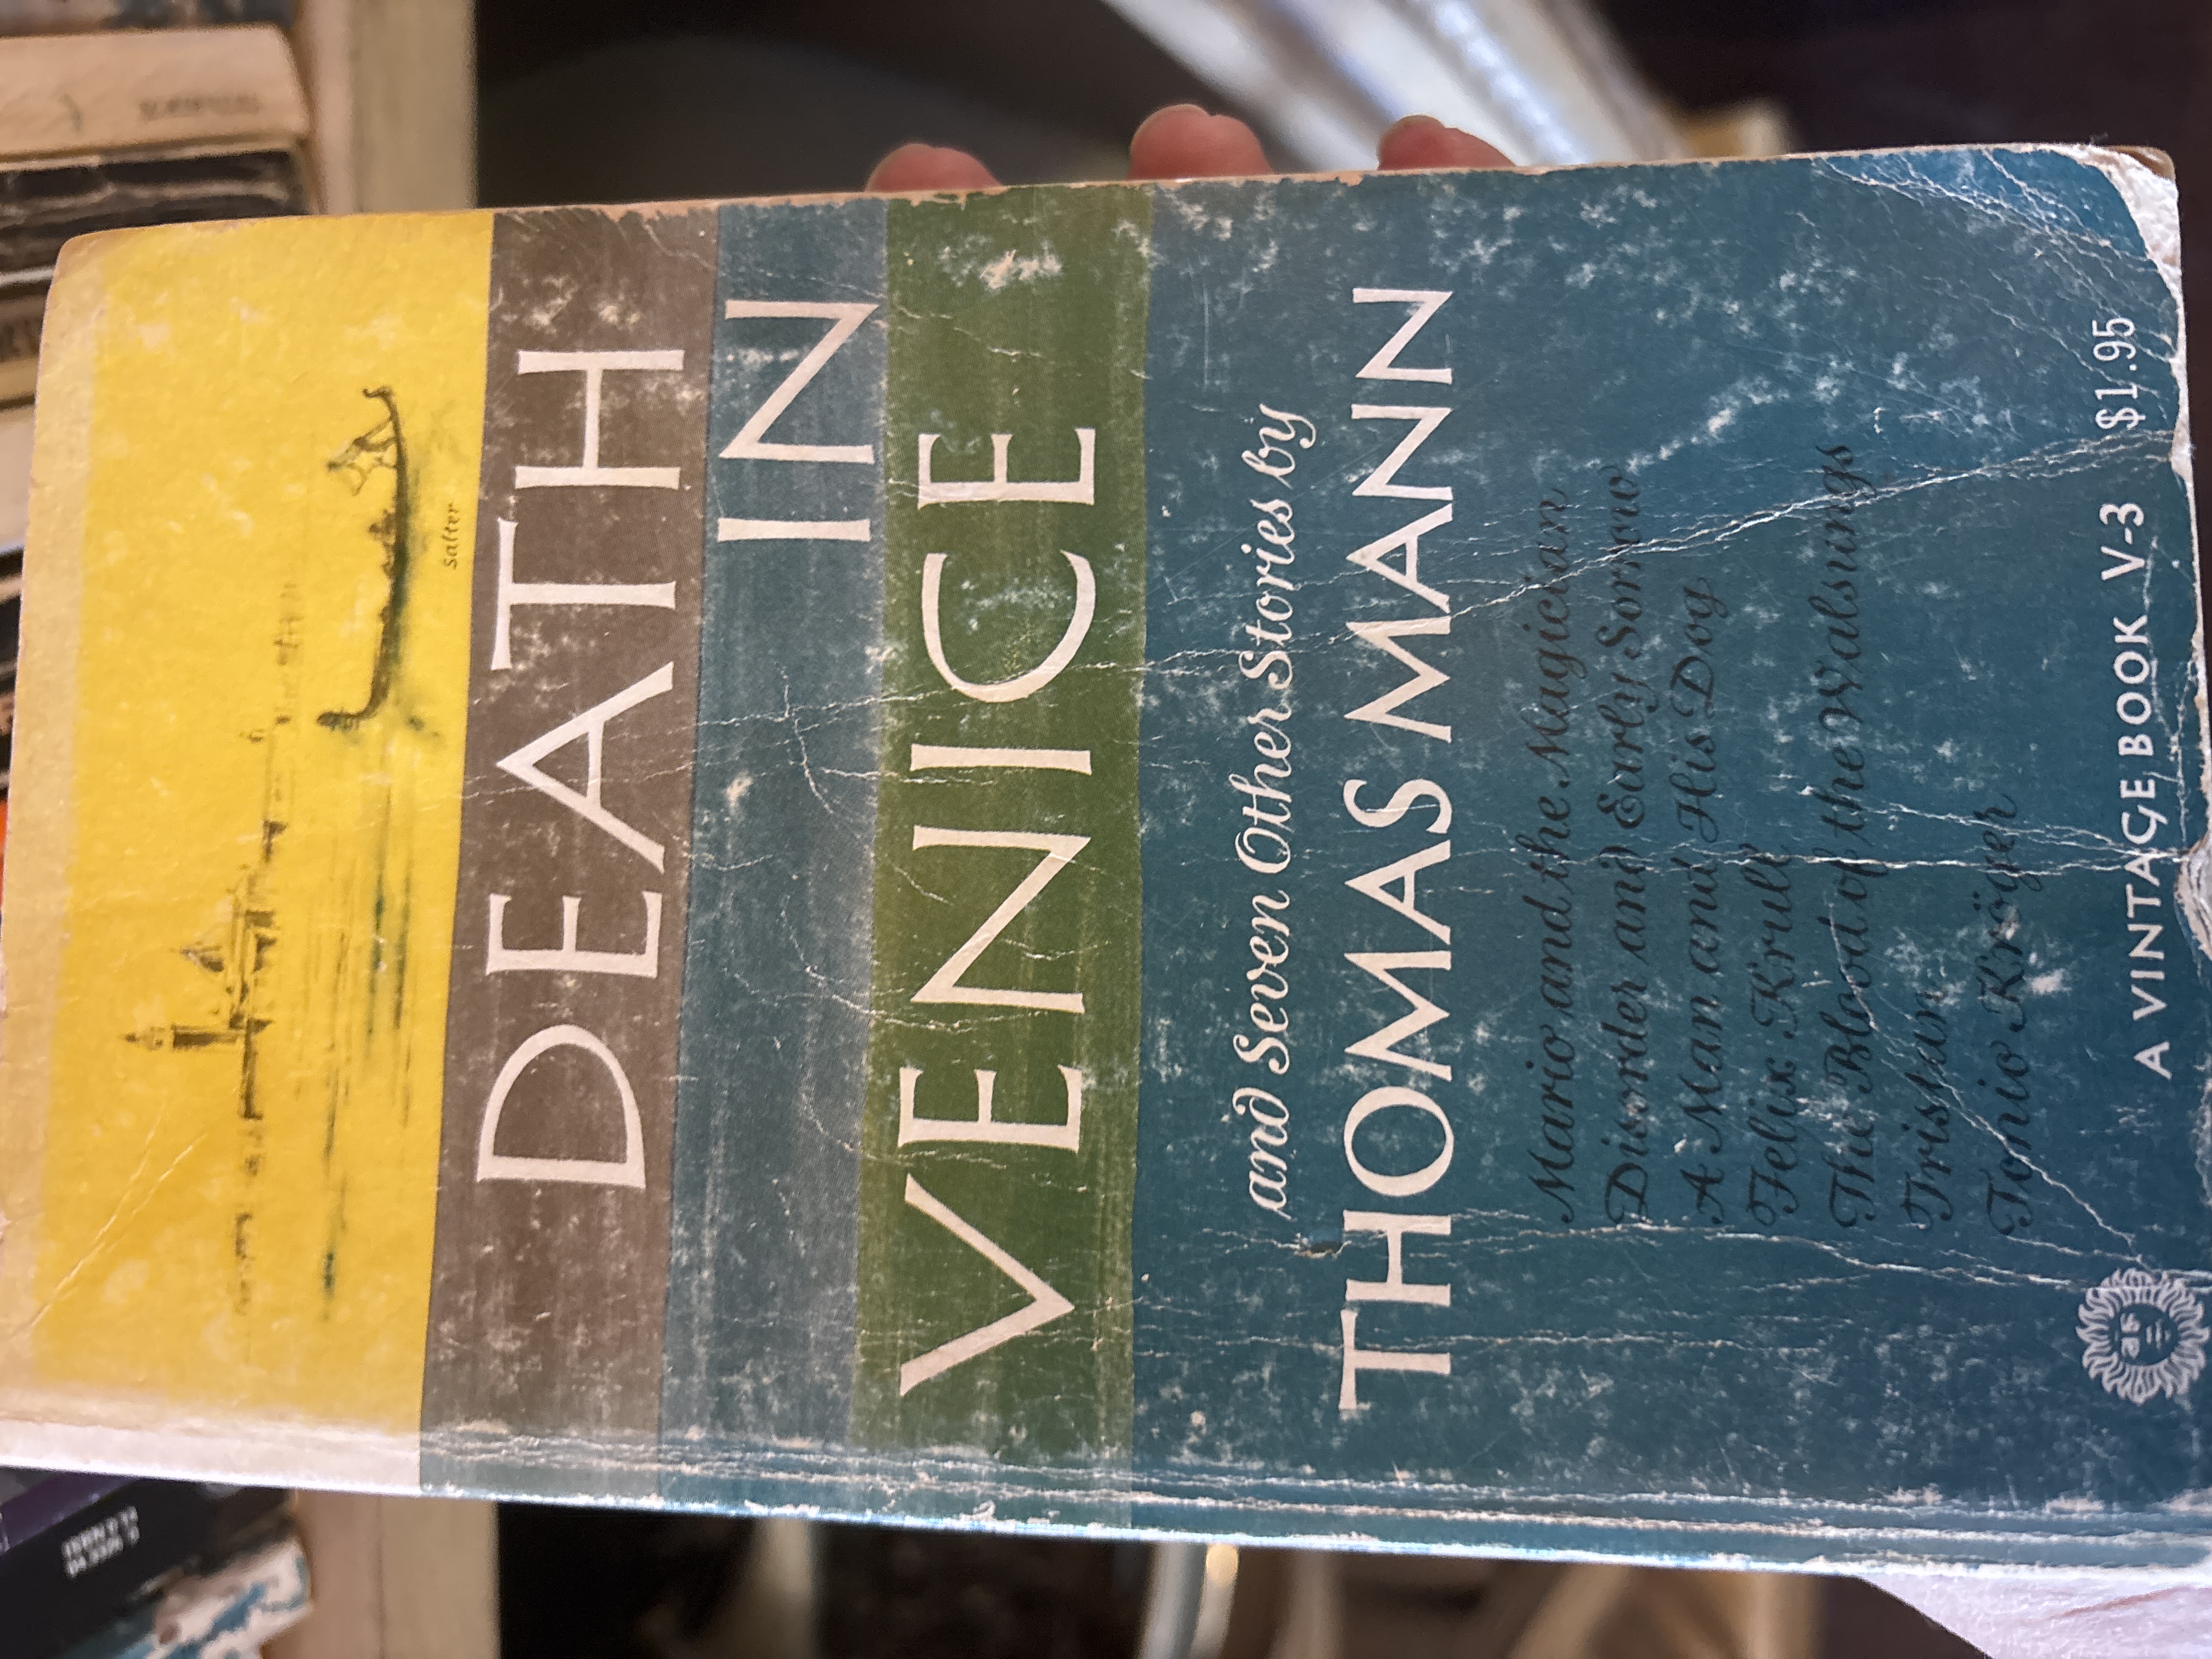 Salter
DEATH
IN
VENICE
and Seven Other Stories by
THOMAS MANN
Mario and the Magician
Disorder and Early Sorrow
A Man and His Dog
Felix Krull
The Blood of the Walsungs
Tristan
Tonio Kröger
A VINTAGE BOOK V-3 $1.95